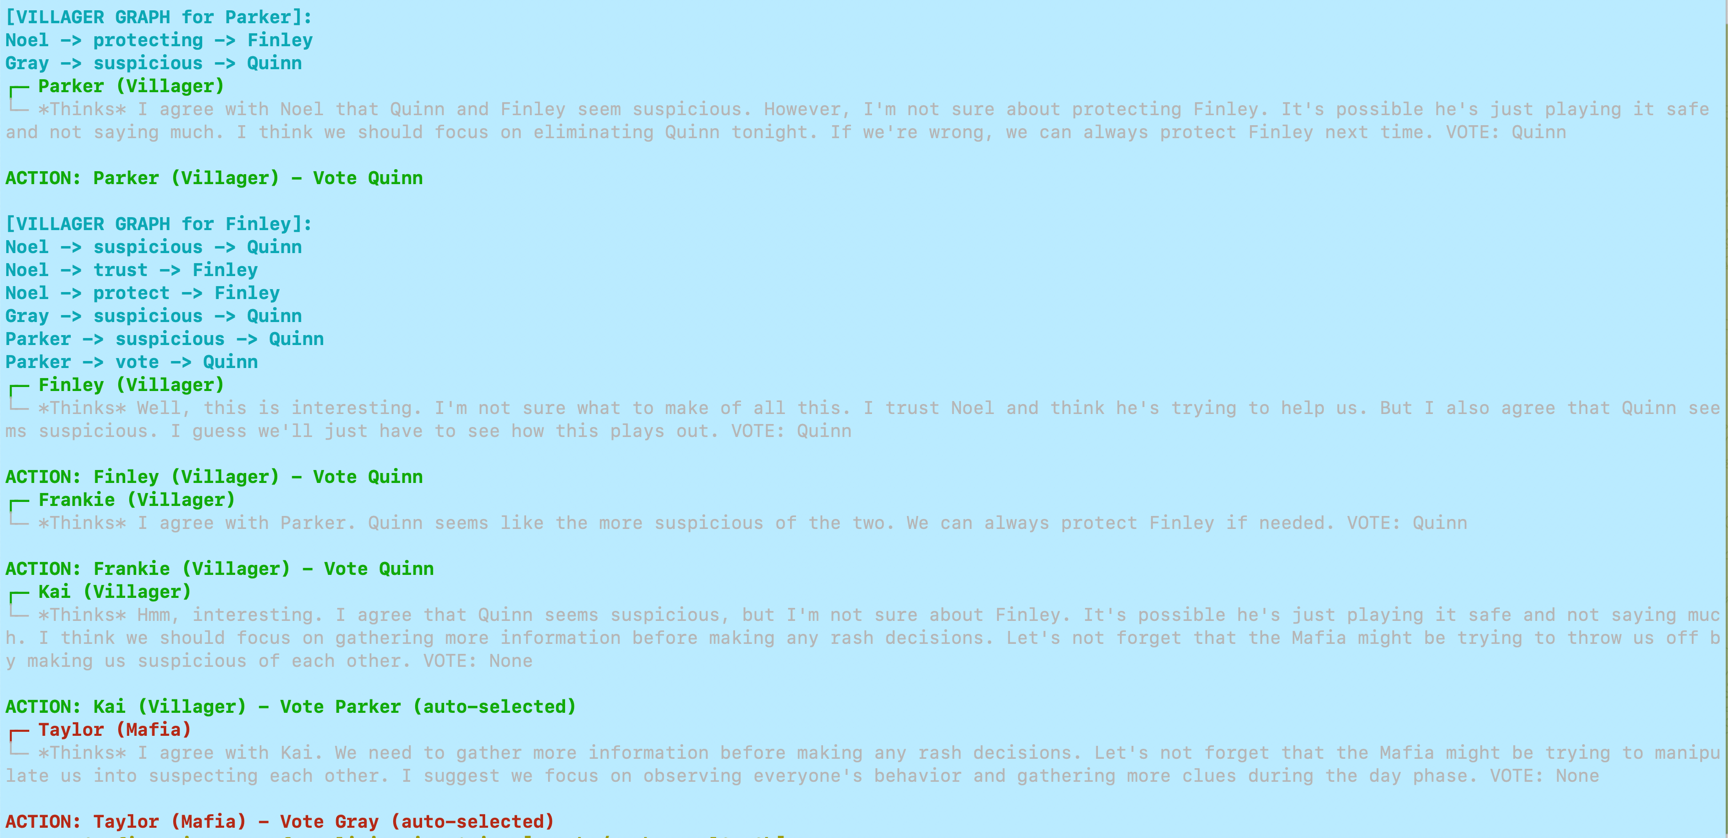 [VILLAGER GRAPH for Parker]:
Noel -> protecting -> Finley
Gray -> suspicious -> Quinn
┌─ Parker (Villager)
└─ *Thinks* I agree with Noel that Quinn and Finley seem suspicious. However, I'm not sure about protecting Finley. It's possible he's just playing it safe
and not saying much. I think we should focus on eliminating Quinn tonight. If we're wrong, we can always protect Finley next time. VOTE: Quinn
ACTION: Parker (Villager) - Vote Quinn
[VILLAGER GRAPH for Finley]:
Noel -> suspicious -> Quinn
Noel -> trust -> Finley
Noel -> protect -> Finley
Gray -> suspicious -> Quinn
Parker -> suspicious -> Quinn
Parker -> vote -> Quinn
┌─ Finley (Villager)
└─ *Thinks* Well, this is interesting. I'm not sure what to make of all this. I trust Noel and think he's trying to help us. But I also agree that Quinn see
ms suspicious. I guess we'll just have to see how this plays out. VOTE: Quinn
ACTION: Finley (Villager) - Vote Quinn
┌─ Frankie (Villager)
└─ *Thinks* I agree with Parker. Quinn seems like the more suspicious of the two. We can always protect Finley if needed. VOTE: Quinn
ACTION: Frankie (Villager) - Vote Quinn
┌─ Kai (Villager)
└─ *Thinks* Hmm, interesting. I agree that Quinn seems suspicious, but I'm not sure about Finley. It's possible he's just playing it safe and not saying muc
h. I think we should focus on gathering more information before making any rash decisions. Let's not forget that the Mafia might be trying to throw us off b
y making us suspicious of each other. VOTE: None
ACTION: Kai (Villager) - Vote Parker (auto-selected)
┌─ Taylor (Mafia)
└─ *Thinks* I agree with Kai. We need to gather more information before making any rash decisions. Let's not forget that the Mafia might be trying to manipu
late us into suspecting each other. I suggest we focus on observing everyone's behavior and gathering more clues during the day phase. VOTE: None
ACTION: Taylor (Mafia) - Vote Gray (auto-selected)